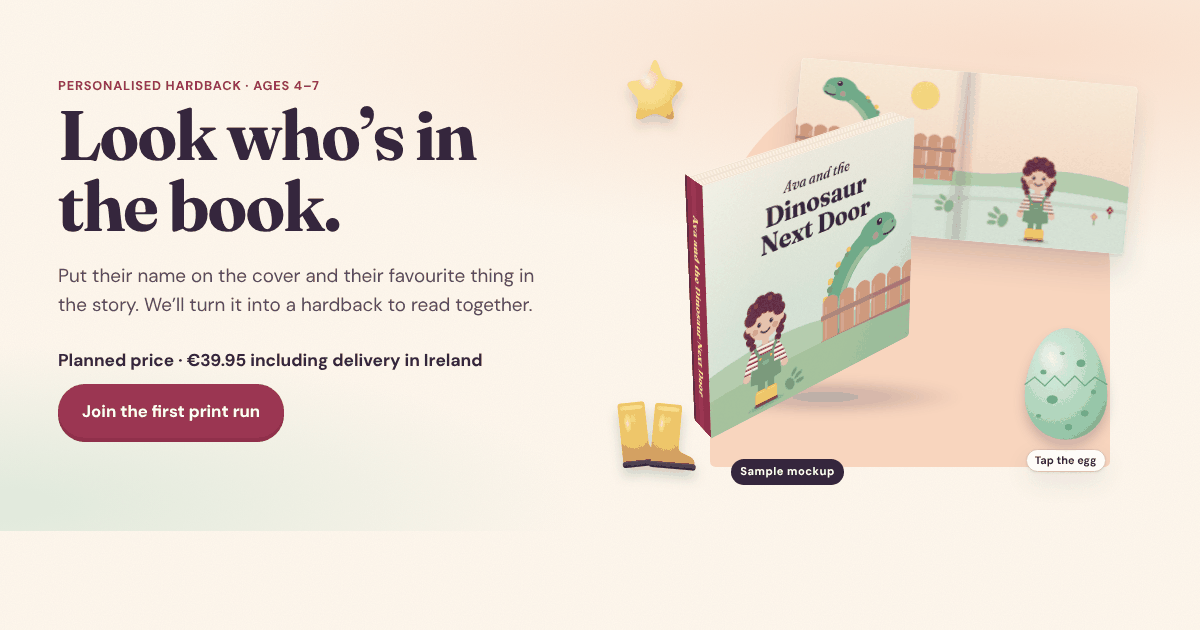 PERSONALISED HARDBACK · AGES 4–7
Look who’s in
the book.
Put their name on the cover and their favourite thing in
the story. We’ll turn it into a hardback to read together.
Planned price · €39.95 including delivery in Ireland
Join the first print run
Ava and the
Dinosaur
Next Door
Ava and the Dinosaur Next Door
Sample mockup
Tap the egg